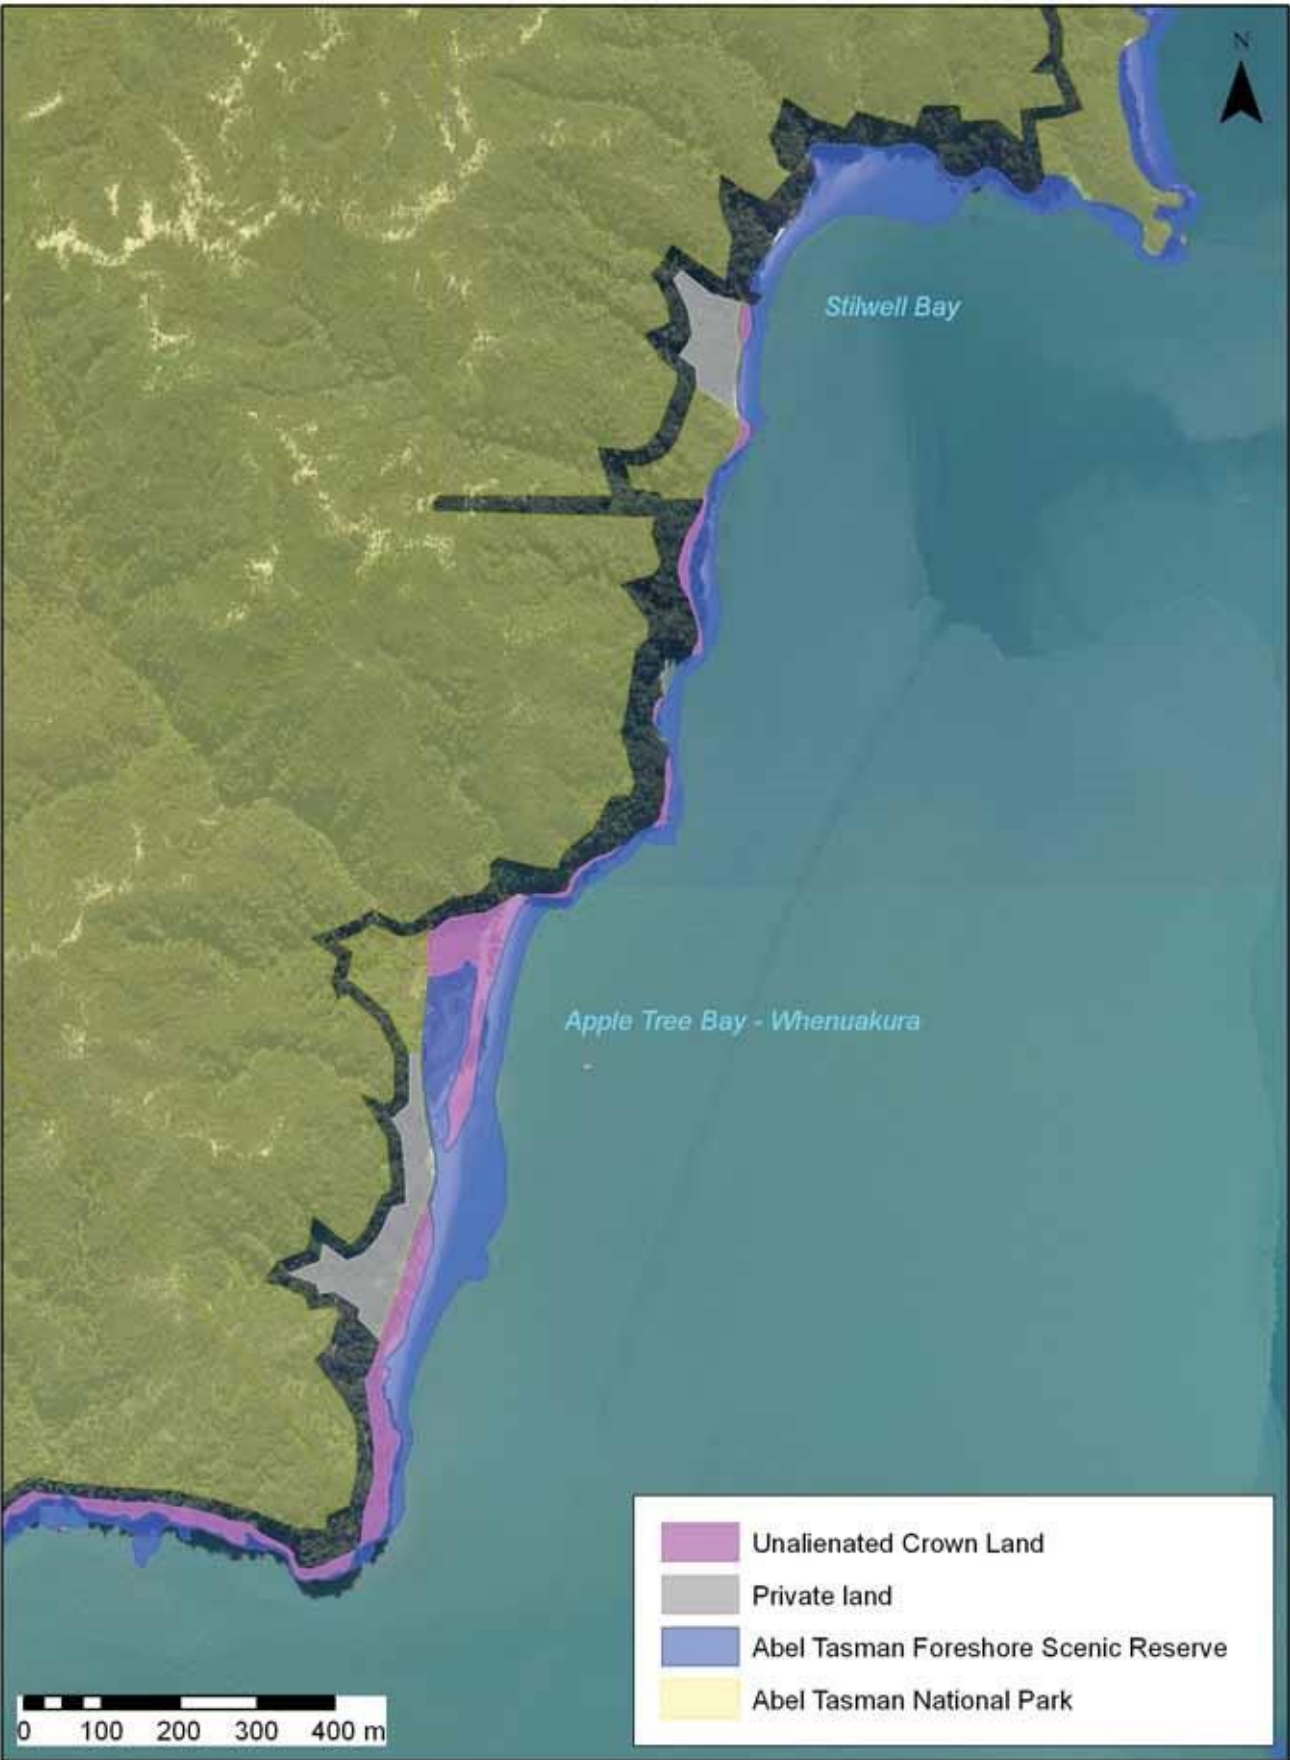 N
Stilwell Bay
Apple Tree Bay - Whenuakura
Unalienated Crown Land
Private land
Abel Tasman Foreshore Scenic Reserve
Abel Tasman National Park
0 100 200 300 400 m